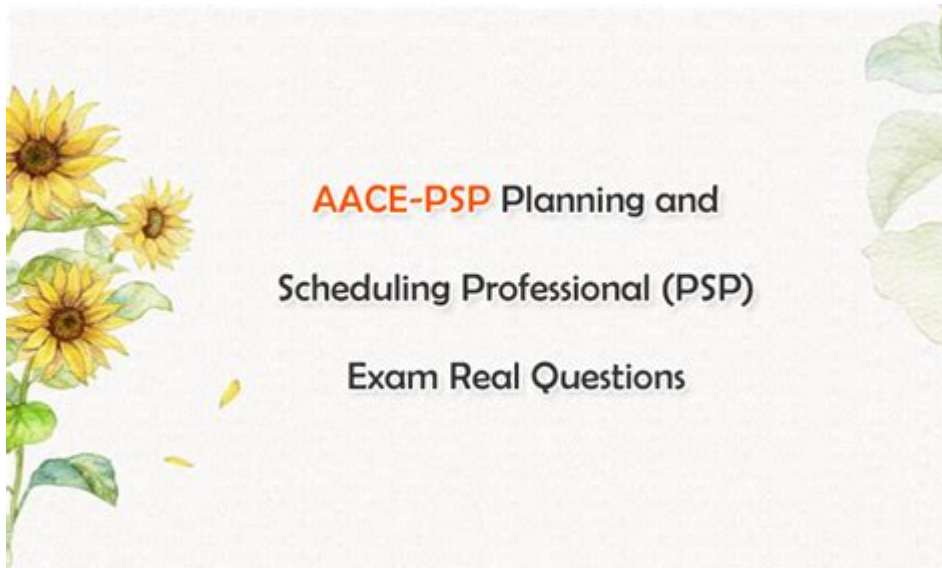 AACE-PSP Planning and
Scheduling Professional (PSP)
Exam Real Questions